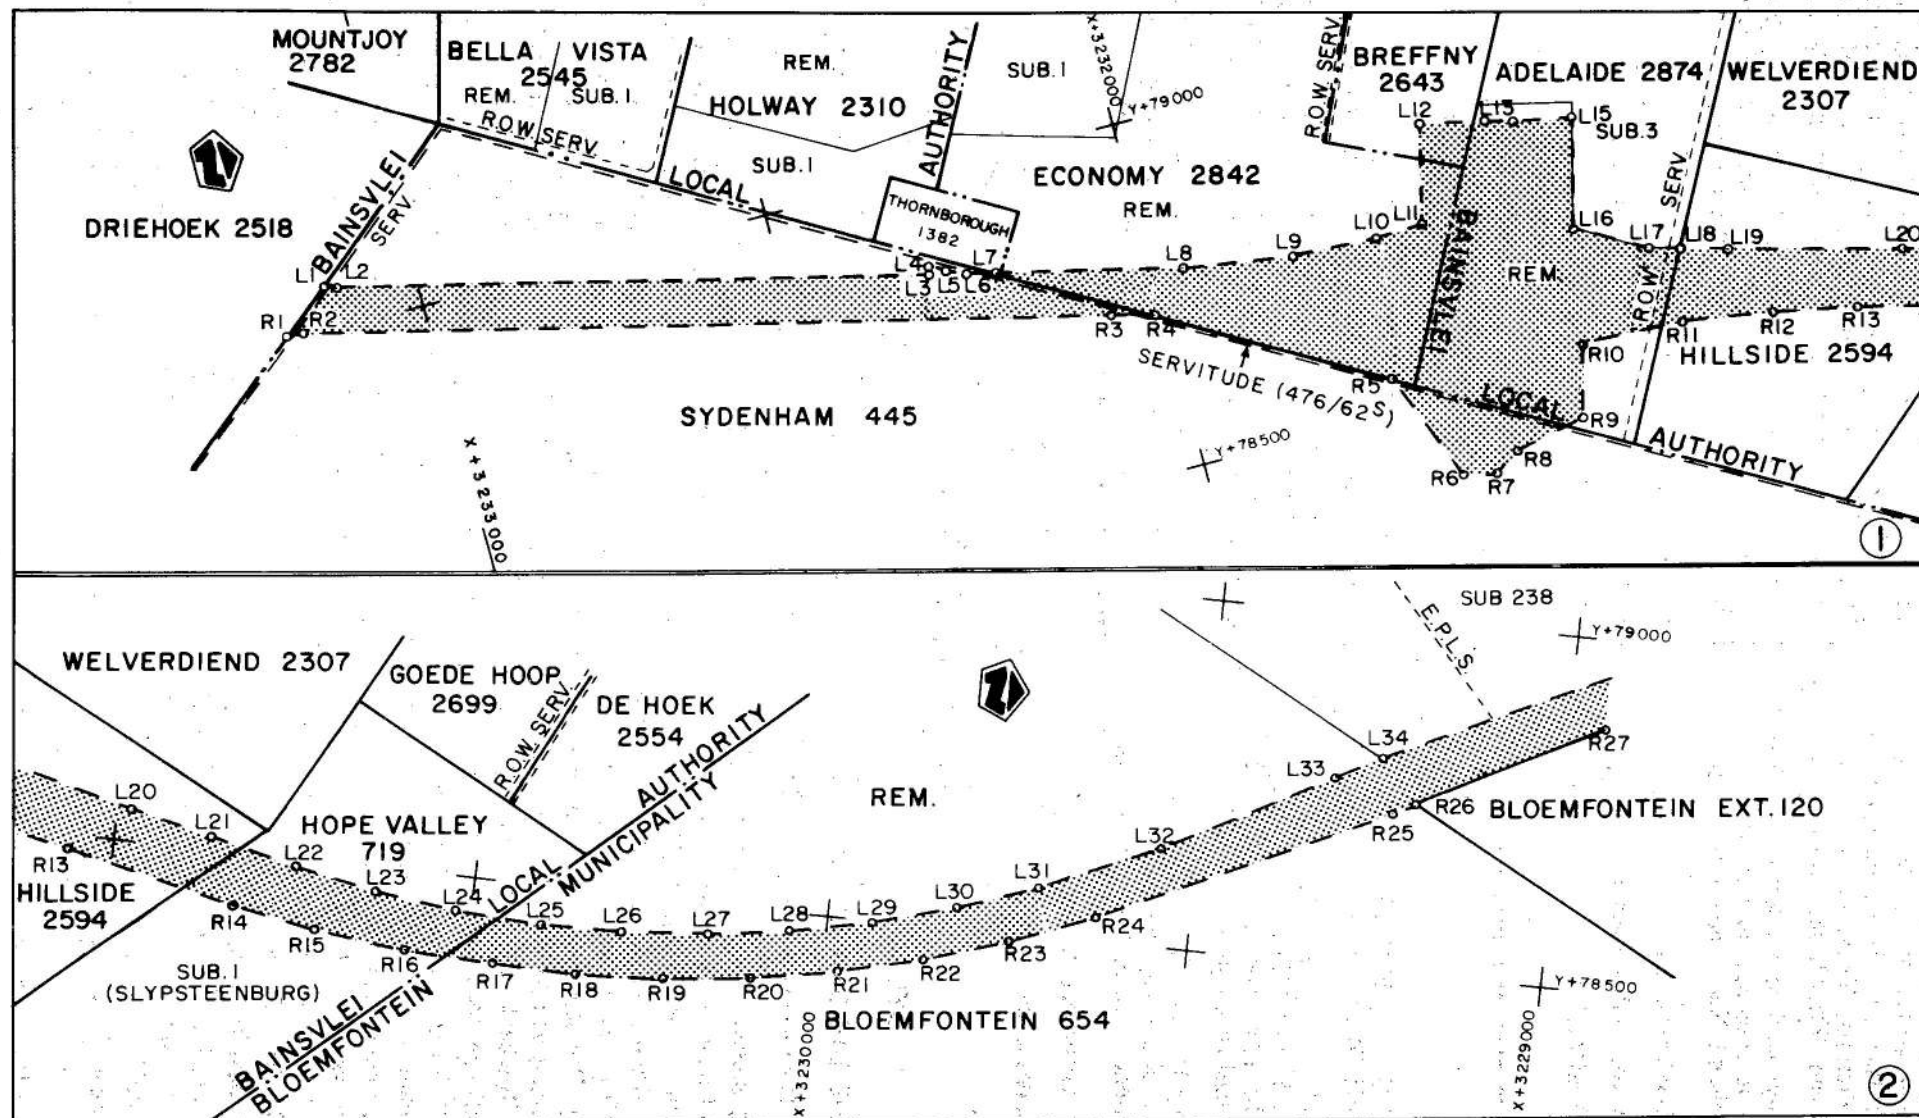 MOUNTJOY
2782
BELLA VISTA
2545
REM.
SUB.1
R.O.W. SERV.
REM.
HOLWAY 2310
SUB.1
AUTHORITY
SUB.1
X+3232000
Y+79000
ROW SERV.
BREFFNY
2643
ADELAIDE 2874
WELVERDIEND
2307
L12
L13
L15
SUB.3
DRIEHOEK 2518
BAINSVLEI
SERV.
LOCAL
THORNBOROUGH
1382
ECONOMY 2842
REM.
L1
L2
L4
L3
L5
L6
L7
L8
L9
L10
L11
BAINSVLEI
L16
L17
L18
L19
L20
REM.
ROW SERV
R1
R2
R3
R4
R5
R6
R7
R8
R9
R10
R11
R12
R13
HILLSIDE 2594
SERVITUDE (476/62S)
LOCAL
AUTHORITY
SYDENHAM 445
X+3233000
Y+78500
1
WELVERDIEND 2307
GOEDE HOOP
2699
R.O.W. SERV.
DE HOEK
2554
AUTHORITY
MUNICIPALITY
REM.
E.P.L.S
SUB 238
Y+79000
L20
L21
L22
L23
L24
L25
L26
L27
L28
L29
L30
L31
L32
L33
L34
HOPE VALLEY
719
LOCAL
R13
HILLSIDE
2594
R14
R15
R16
R17
R18
R19
R20
R21
R22
R23
R24
R25
R26
R27
BLOEMFONTEIN EXT.120
SUB.1
(SLYPSTEENBURG)
BAINSVLEI
BLOEMFONTEIN
BLOEMFONTEIN 654
X+3230000
X+3229000
Y+78500
2